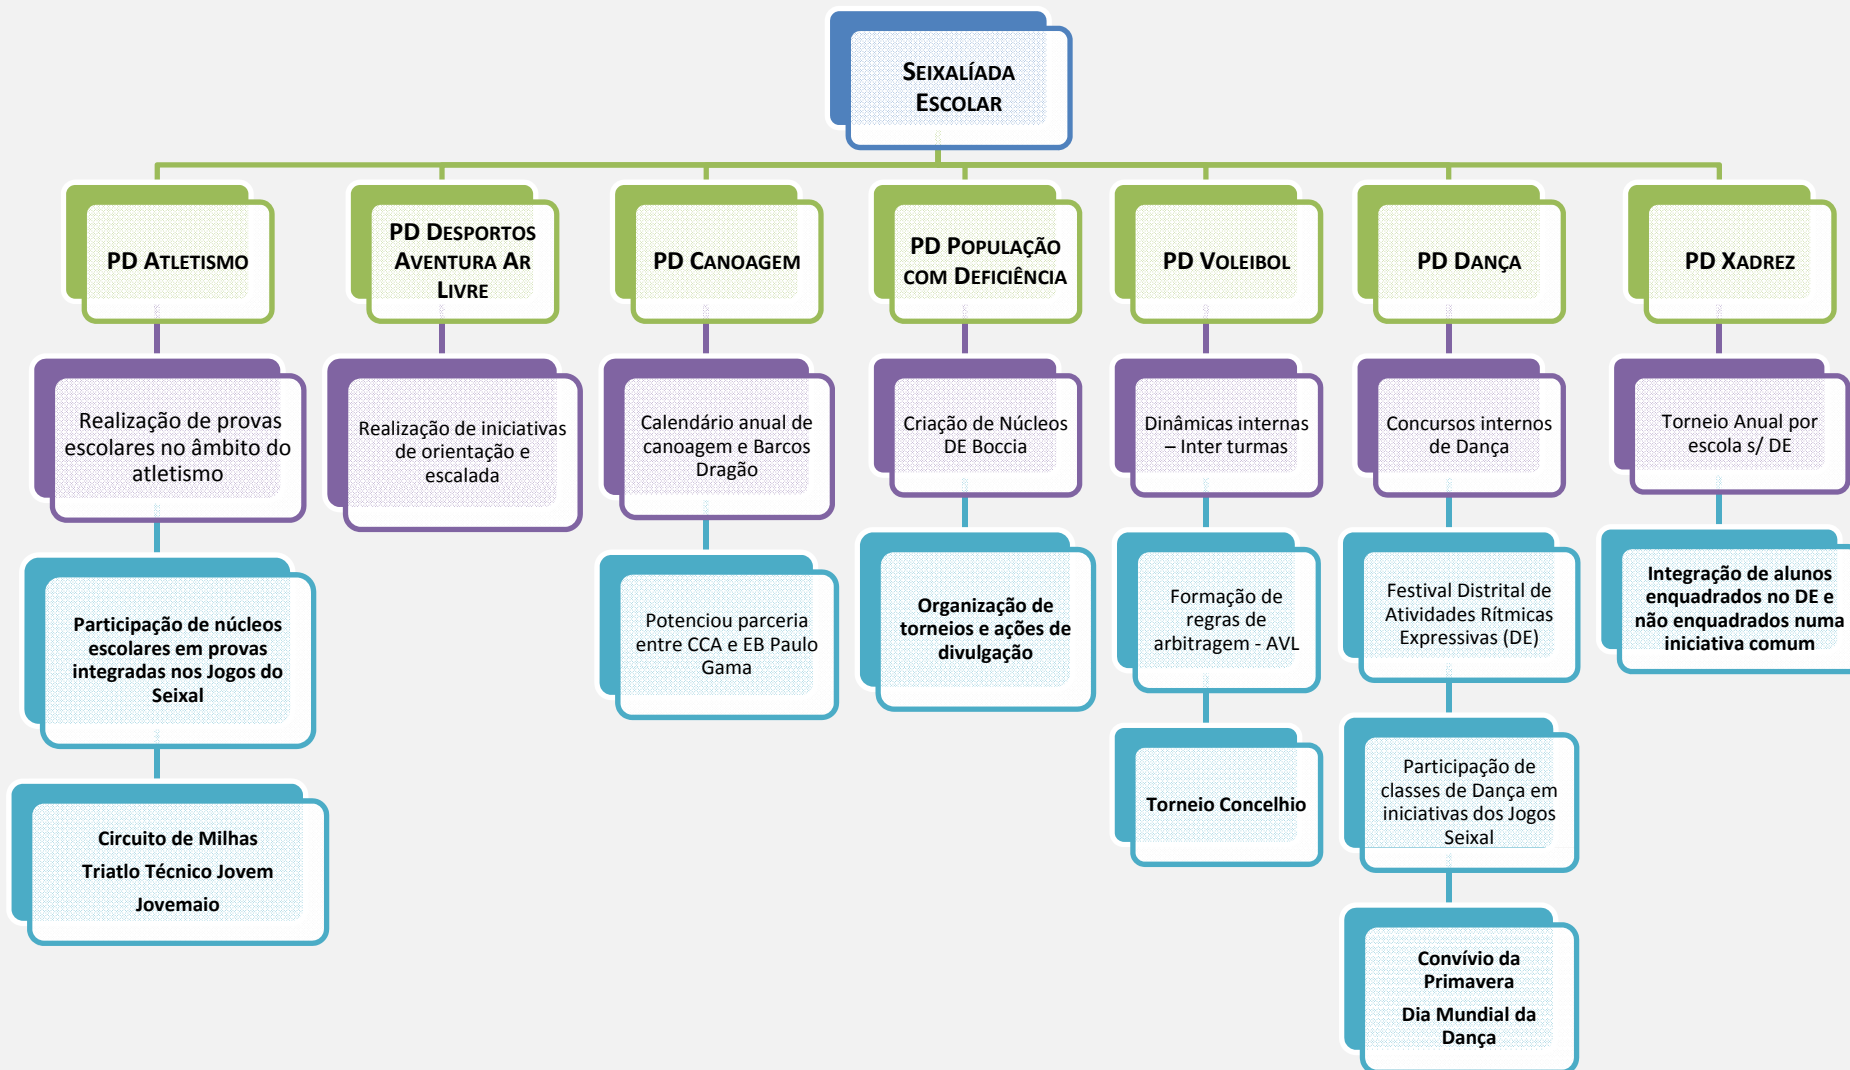 SEIXALÍADA
ESCOLAR
PD ATLETISMO
PD DESPORTOS
AVENTURA AR
LIVRE
PD CANOAGEM
PD POPULAÇÃO
COM DEFICIÊNCIA
PD VOLEIBOL
PD DANÇA
PD XADREZ
Realização de provas
escolares no âmbito do
atletismo
Realização de iniciativas
de orientação e
escalada
Calendário anual de
canoagem e Barcos
Dragão
Criação de Núcleos
DE Boccia
Dinâmicas internas
– Inter turmas
Concursos internos
de Dança
Torneio Anual por
escola s/ DE
Participação de núcleos
escolares em provas
integradas nos Jogos do
Seixal
Potenciou parceria
entre CCA e EB Paulo
Gama
Organização de
torneios e ações de
divulgação
Formação de
regras de
arbitragem - AVL
Festival Distrital de
Atividades Rítmicas
Expressivas (DE)
Integração de alunos
enquadrados no DE e
não enquadrados numa
iniciativa comum
Circuito de Milhas
Triatlo Técnico Jovem
Jovemaio
Torneio Concelhio
Participação de
classes de Dança em
iniciativas dos Jogos
Seixal
Convívio da
Primavera
Dia Mundial da
Dança